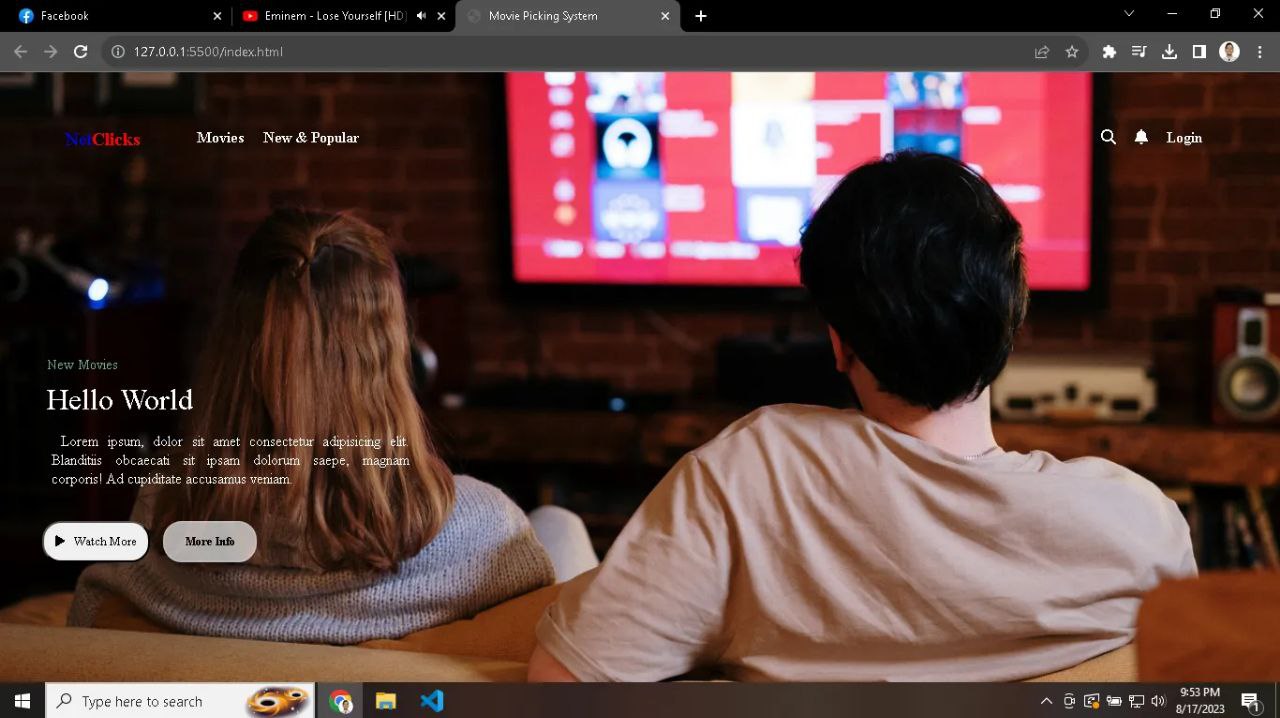 Facebook
Eminem - Lose Yourself [HD]
Movie Picking System
127.0.0.1:5500/index.html
NetClicks
Movies
New & Popular
Login
New Movies
Hello World
Lorem ipsum, dolor sit amet consectetur adipisicing elit.
Blanditiis obcaecati sit ipsam dolorum saepe, magnam
corporis! Ad cupiditate accusamus veniam.
Watch More
More Info
Type here to search
9:53 PM
8/17/2023
1